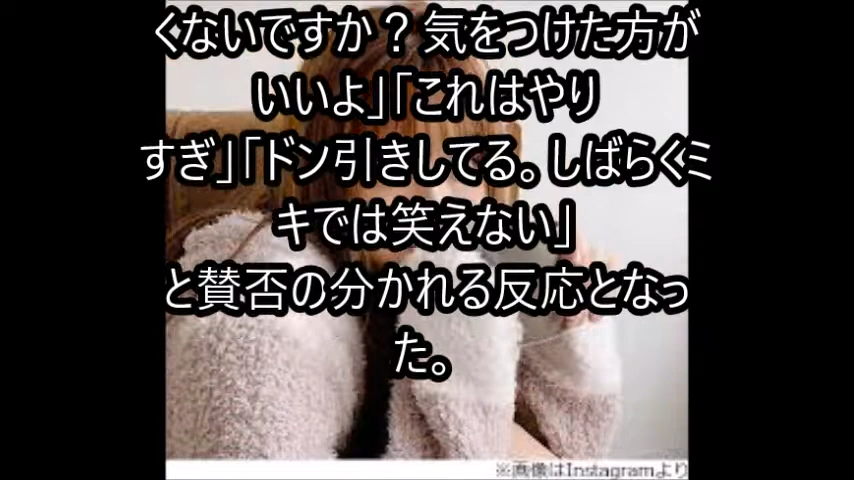 くないですか？ 気をつけた方が
いいよ」「これはやり
すぎ」「ドン引きしてる。しばらくミ
キでは笑えない」
と賛否の分かれる反応となっ
た。
※画像はInstagramより